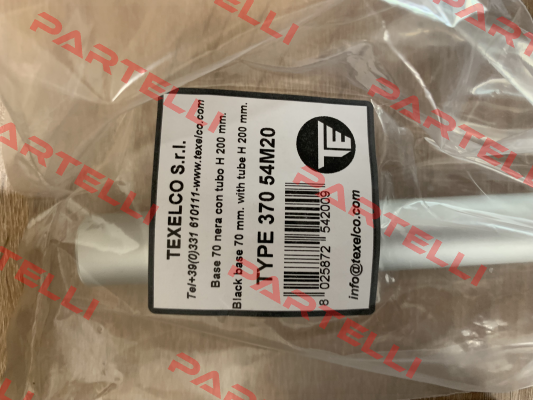 TEXELCO S.r.l.
Tel+39(0)331 610111-www.texelco.com
Base 70 nera con tubo H 200 mm.
Black base 70 mm. with tube H 200 mm.
TYPE 370 54M20
8 025872 542009
info@texelco.com
TE
PARTELLI
PARTELLI
PARTELLI
PARTELLI
PARTELLI
PARTELLI